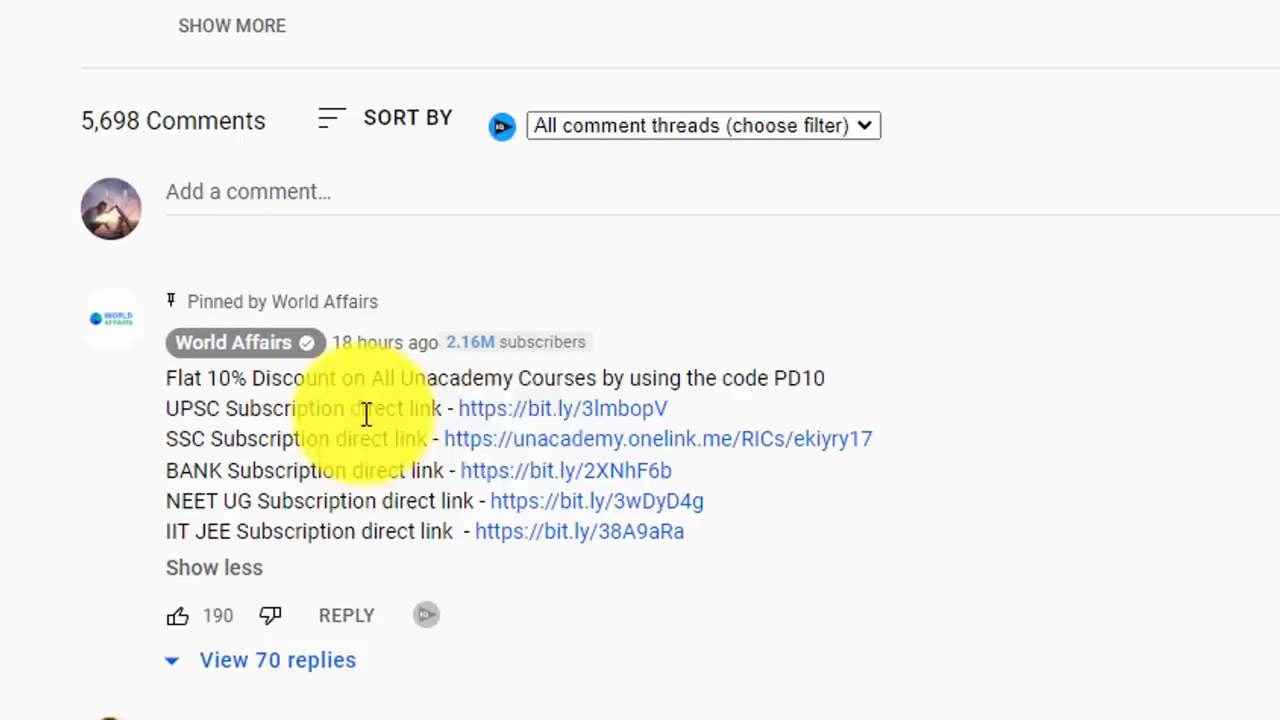 SHOW MORE
5,698 Comments
SORT BY
All comment threads (choose filter)
Add a comment...
Pinned by World Affairs
WORLD
AFFAIRS
World Affairs 18 hours ago 2.16M subscribers
Flat 10% Discount on All Unacademy Courses by using the code PD10
UPSC Subscription direct link - https://bit.ly/3lmbopV
SSC Subscription direct link - https://unacademy.onelink.me/RICs/ekiyry17
BANK Subscription direct link - https://bit.ly/2XNhF6b
NEET UG Subscription direct link - https://bit.ly/3wDyD4g
IIT JEE Subscription direct link - https://bit.ly/38A9aRa
Show less
190
REPLY
View 70 replies